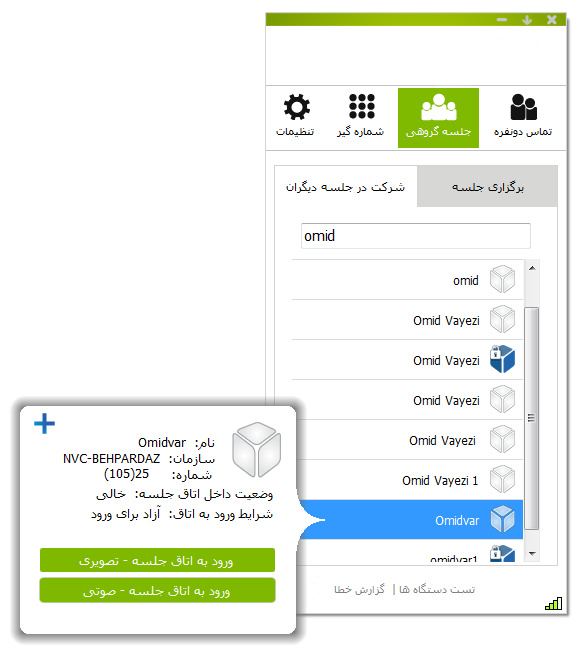 تماس دونفره
جلسه گروهی
شماره گیر
تنظیمات
برگزاری جلسه
شرکت در جلسه دیگران
omid
omid
Omid Vayezi
Omid Vayezi
Omid Vayezi
Omid Vayezi
Omid Vayezi 1
Omidvar
omidvar1
نام: Omidvar
سازمان: NVC-BEHPARDAZ
شماره: 25(105)
وضعیت داخل اتاق جلسه: خالی
شرایط ورود به اتاق: آزاد برای ورود
ورود به اتاق جلسه - تصویری
ورود به اتاق جلسه - صوتی
تست دستگاه ها | گزارش خطا